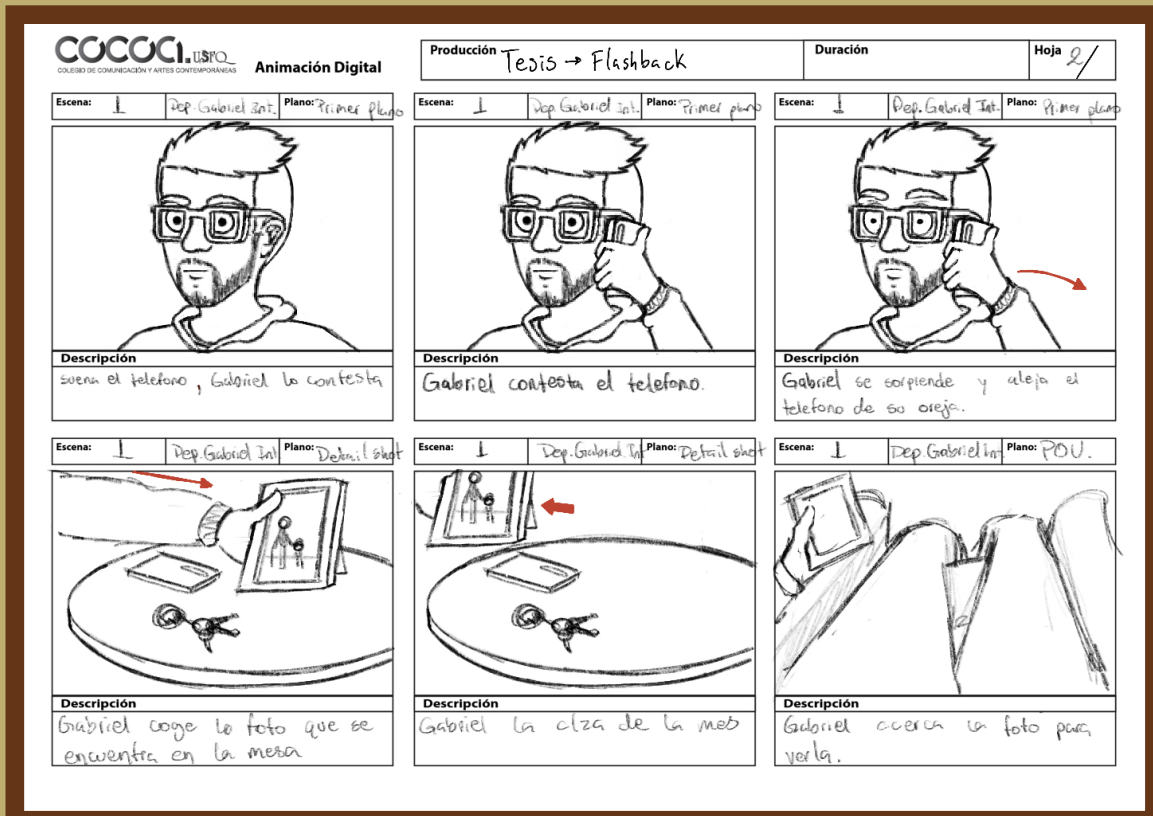 COCOCI.USFQ
COLEGIO DE COMUNICACIÓN Y ARTES CONTEMPORÁNEAS
Animación Digital
Producción Tesis → Flashback
Duración
Hoja 2/
Escena: 1 Dep. Gabriel Int. Plano: Primer plano
Escena: 1 Dep. Gabriel Int. Plano: Primer plano
Escena: 1 Dep. Gabriel Int. Plano: Primer plano
Descripción
suena el telefono, Gabriel lo contesta
Descripción
Gabriel contesta el telefono.
Descripción
Gabriel se sorprende y aleja el
telefono de su oreja.
Escena: 1 Dep. Gabriel Int Plano: Detail shot
Escena: 1 Dep. Gabriel Int Plano: Detail shot
Escena: 1 Dep. Gabriel Int Plano: POV.
Descripción
Gabriel coge la foto que se
encuentra en la mesa
Descripción
Gabriel la alza de la mes
Descripción
Gabriel acerca la foto para
verla.